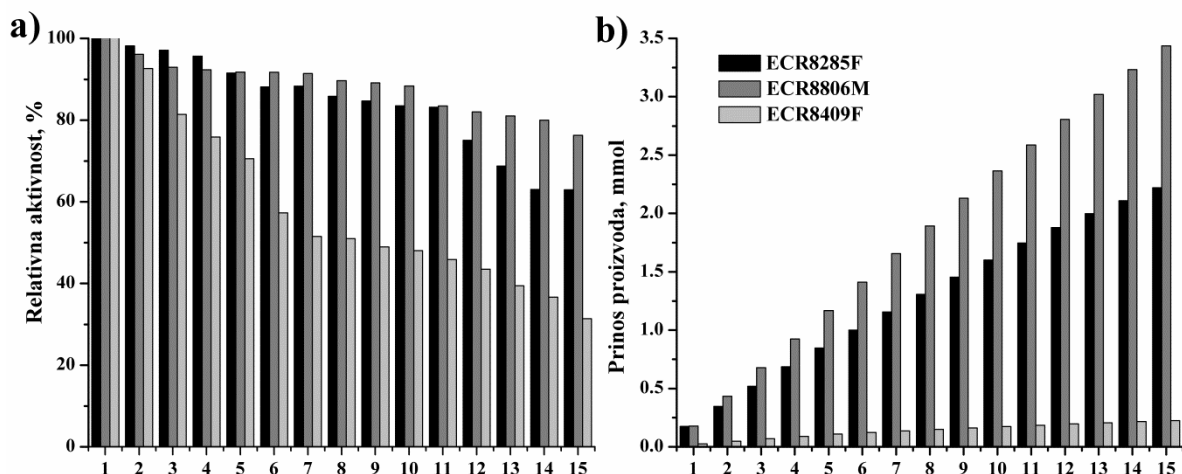 a)
Relativna aktivnost, %
100
80
60
40
20
0
1 2 3 4 5 6 7 8 9 10 11 12 13 14 15
b)
Prinos proizvoda, mmol
3.5
3.0
2.5
2.0
1.5
1.0
0.5
0.0
ECR8285F
ECR8806M
ECR8409F
1 2 3 4 5 6 7 8 9 10 11 12 13 14 15